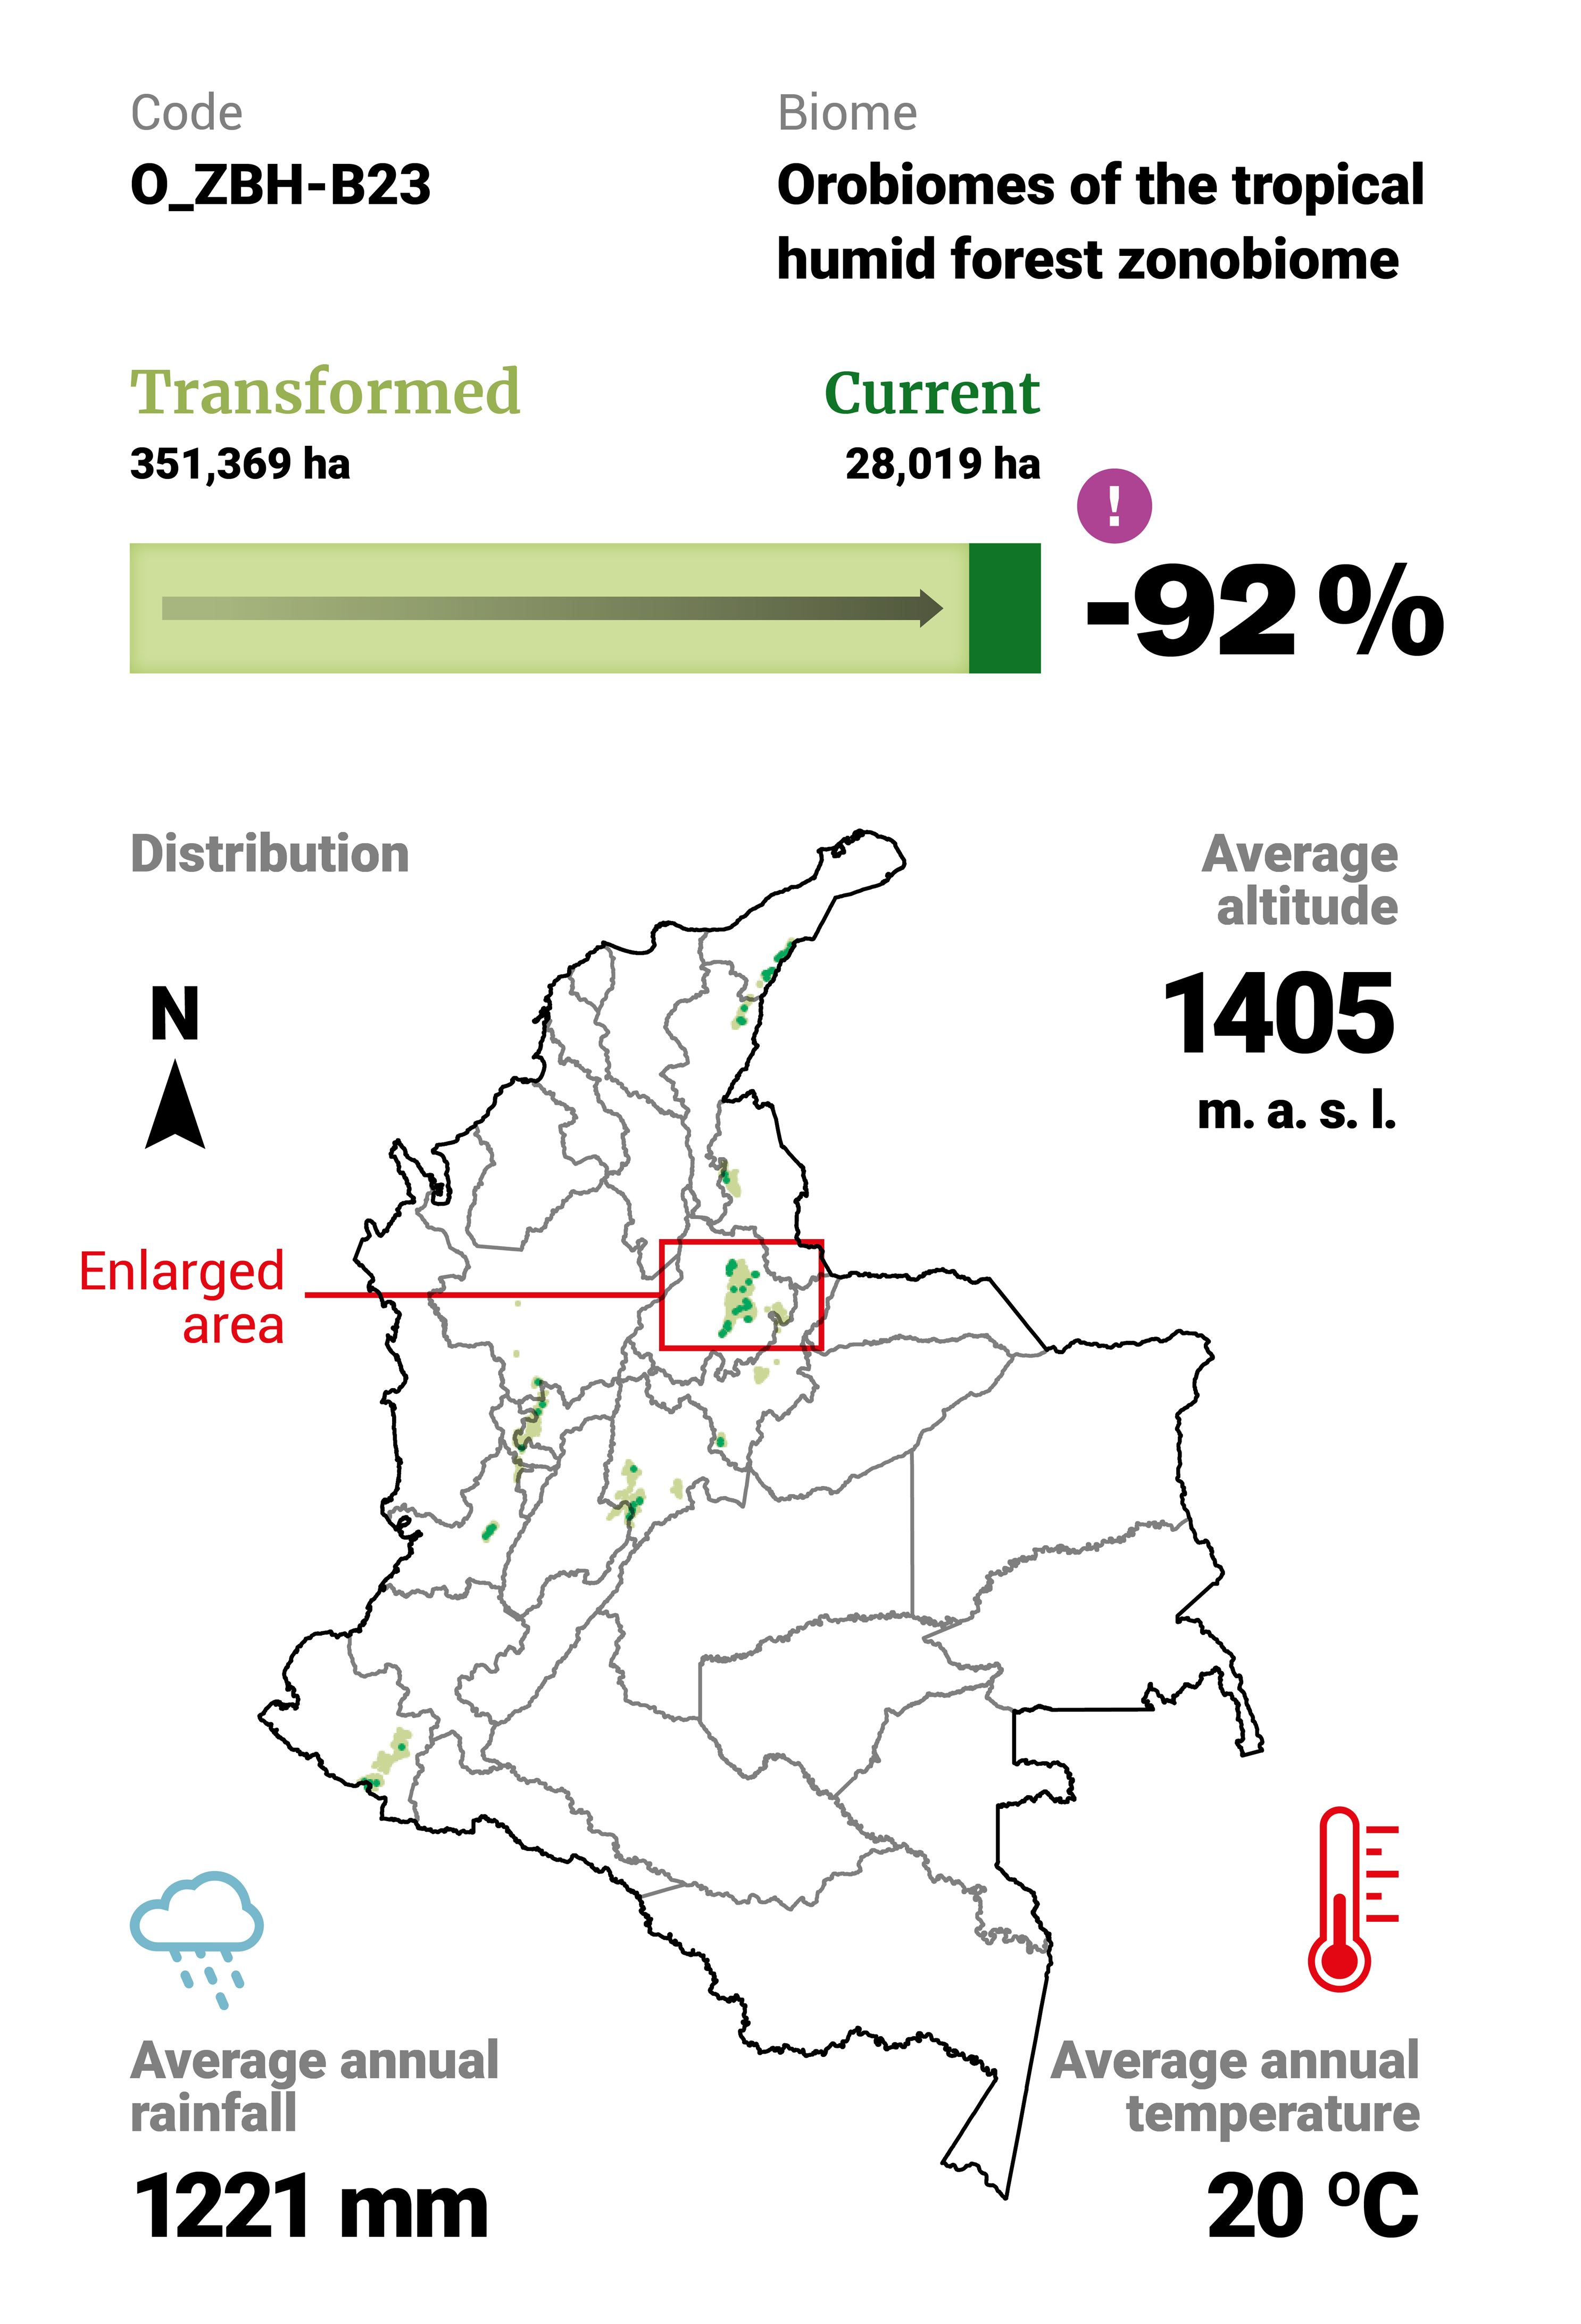 Code
O_ZBH-B23
Biome
Orobiomes of the tropical
humid forest zonobiome
Transformed
351,369 ha
Current
28,019 ha
!
-92 %
Distribution
Average
altitude
1405
m. a. s. l.
N
Enlarged
area
Average annual
rainfall
1221 mm
Average annual
temperature
20 ºC